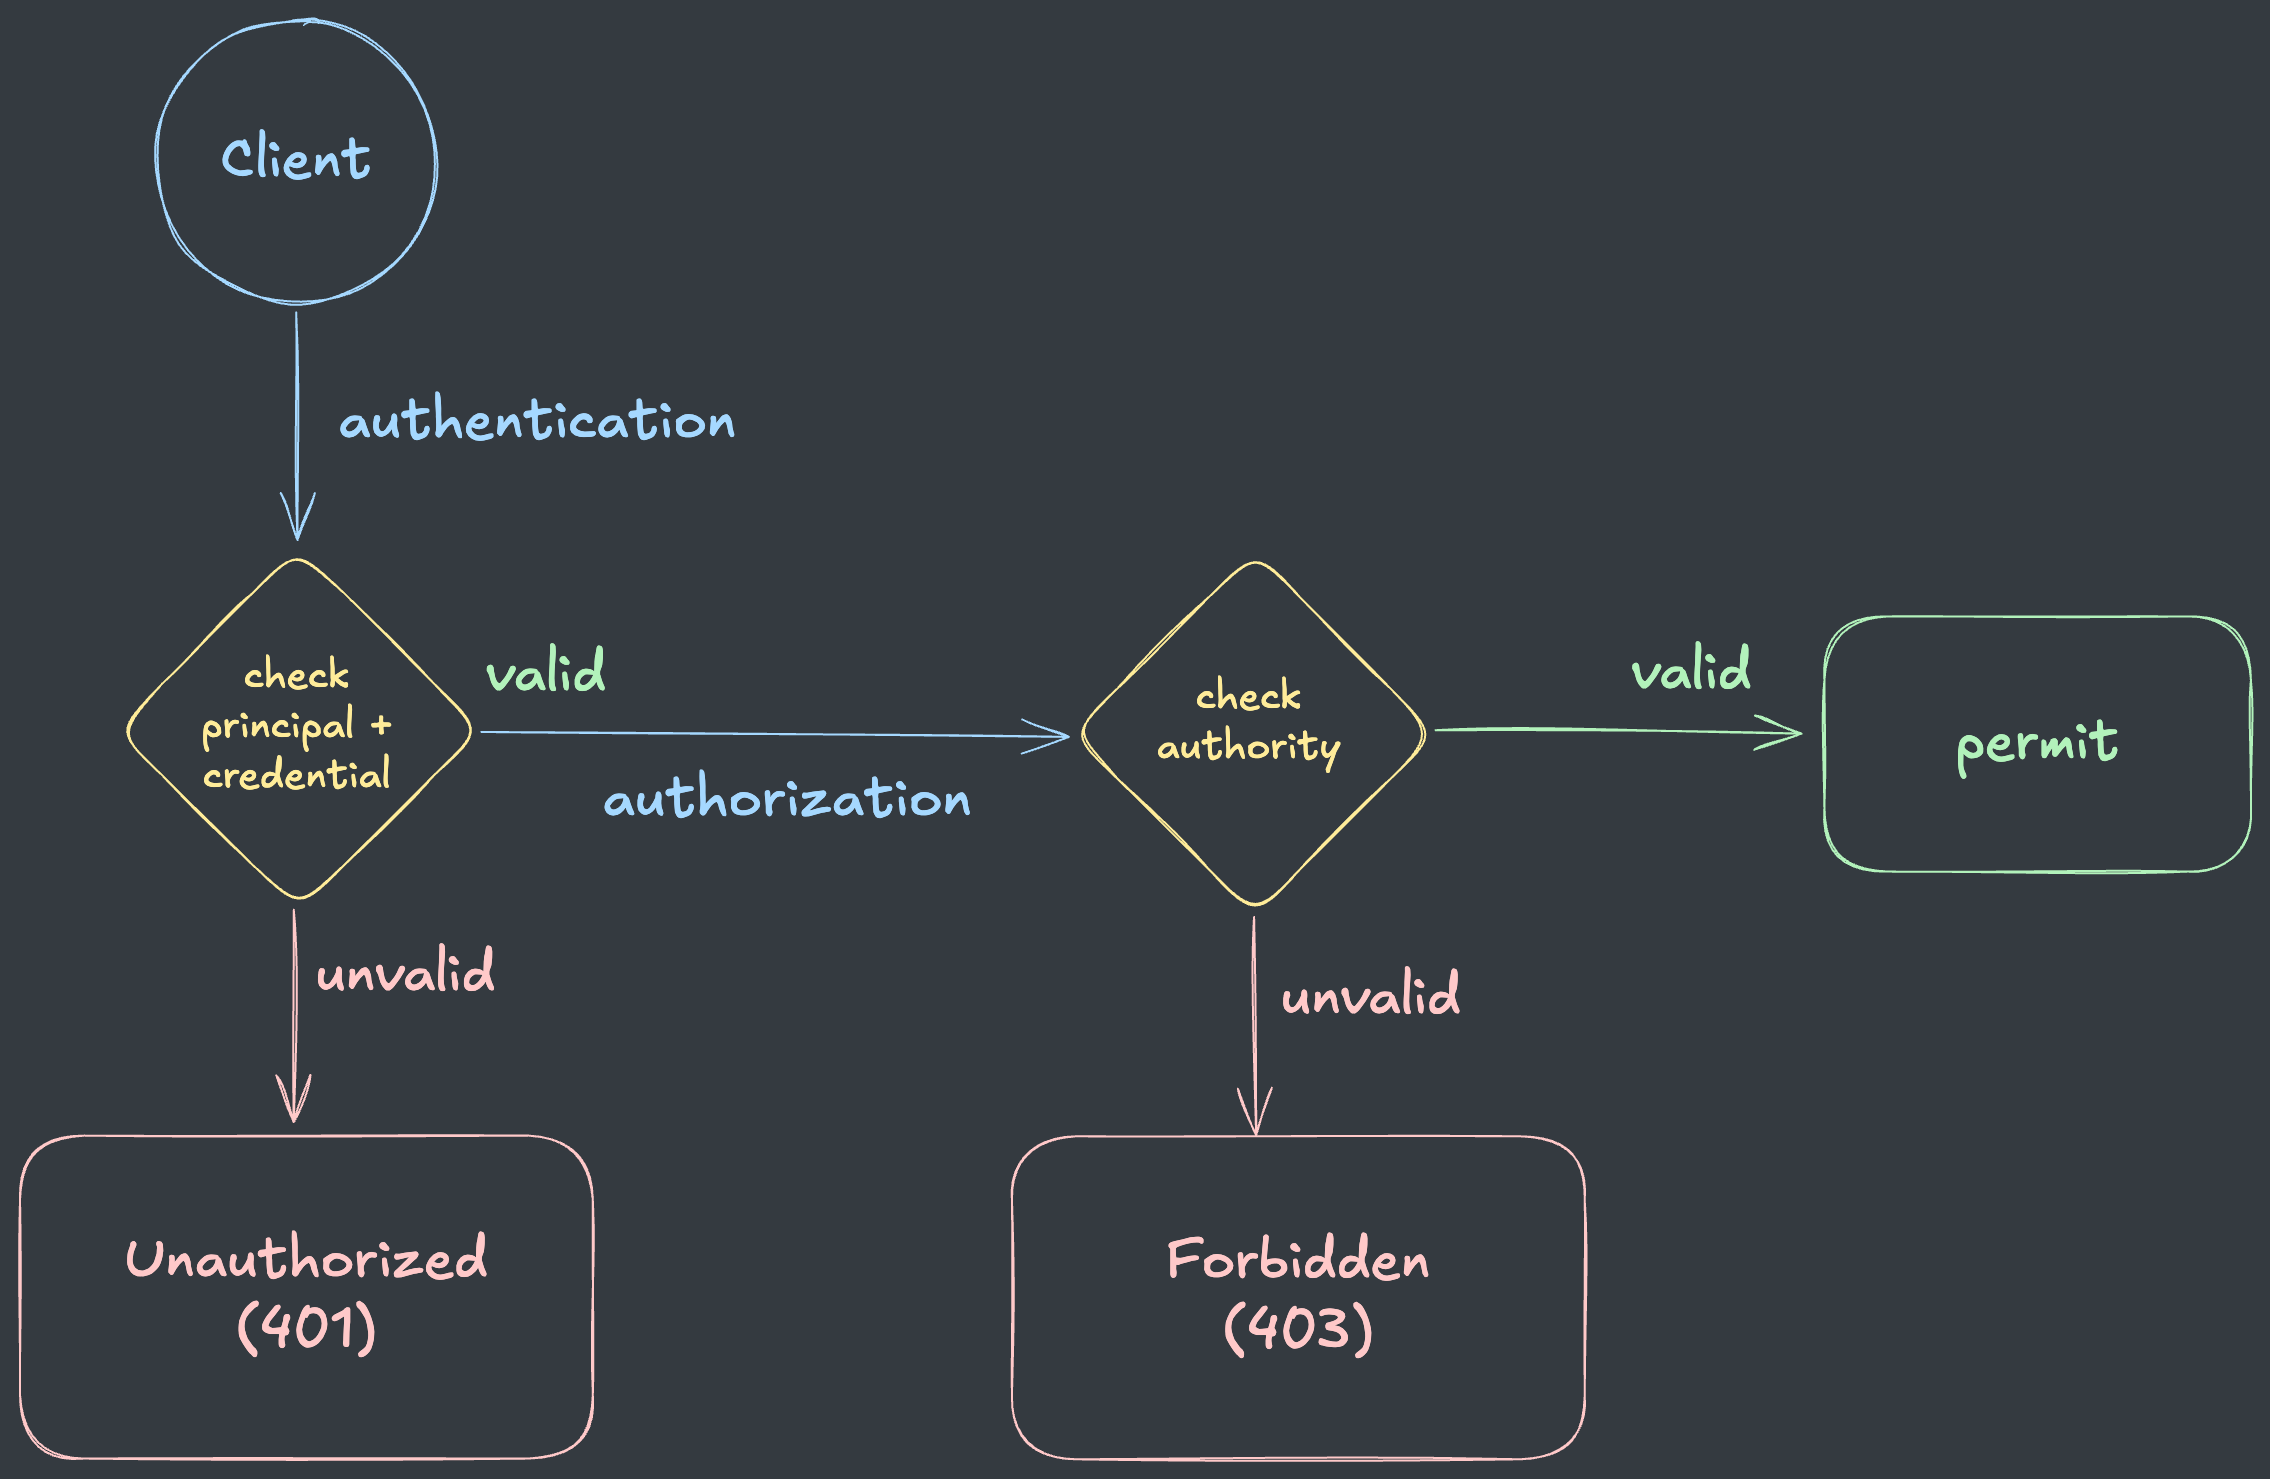 Client
authentication
check
principal +
credential
valid
authorization
check
authority
valid
permit
unvalid
unvalid
Unauthorized
(401)
Forbidden
(403)